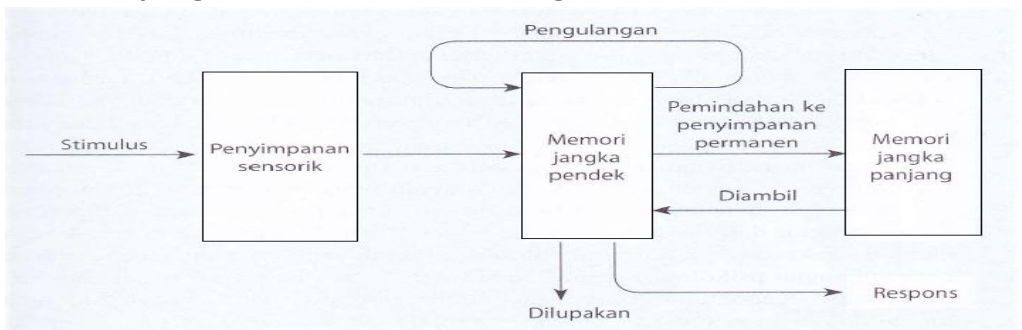 Pengulangan
Stimulus
Penyimpanan
sensorik
Memori
jangka
pendek
Pemindahan ke
penyimpanan
permanen
Diambil
Memori
jangka
panjang
Dilupakan
Respons